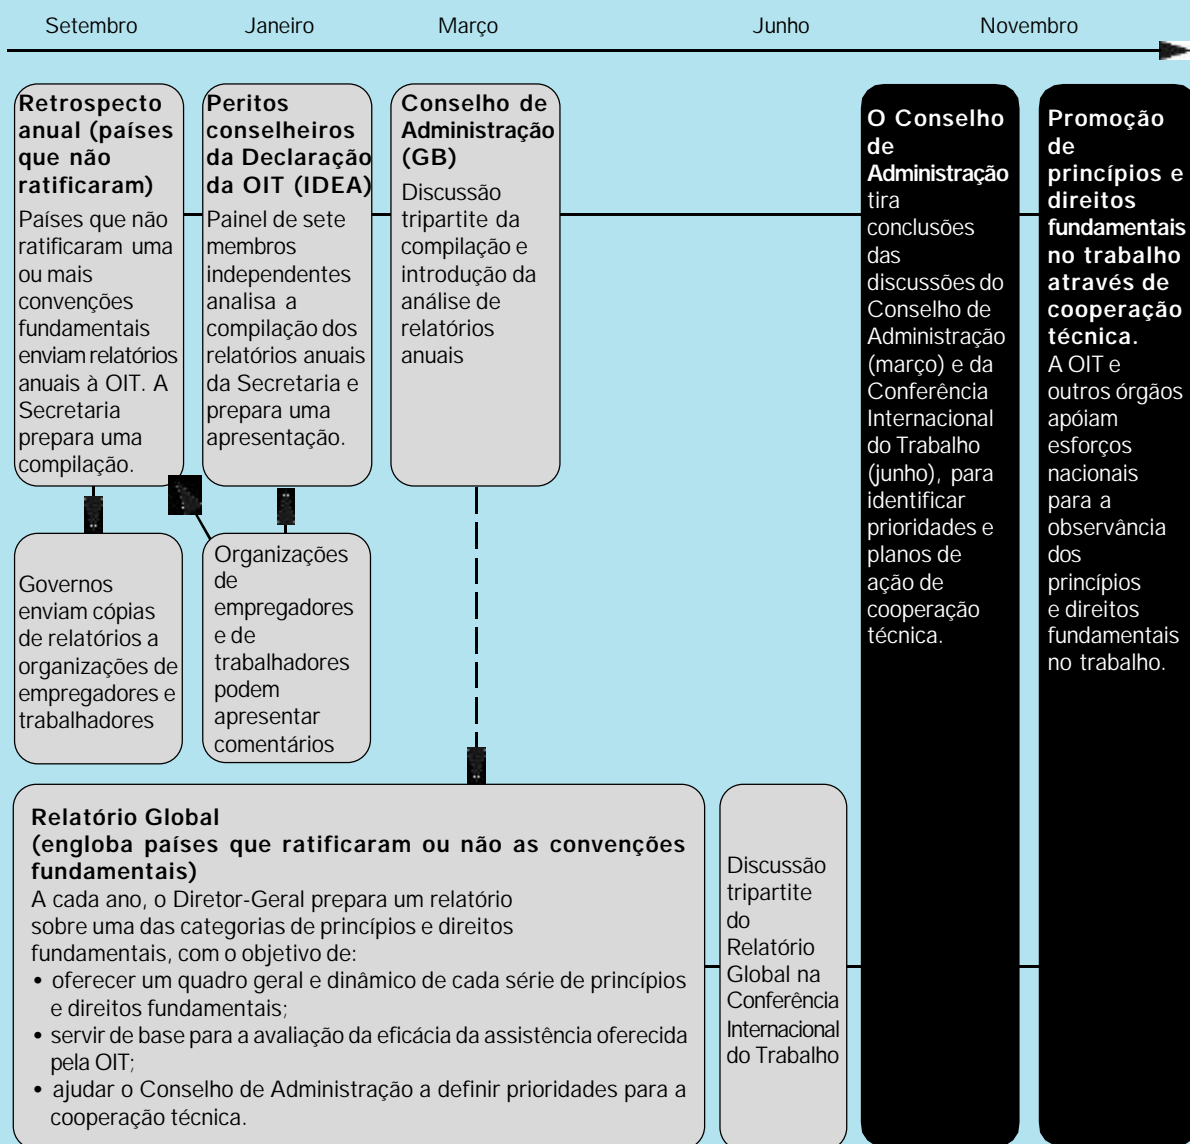 Setembro Janeiro Março Junho Novembro
Retrospecto
anual (países
que não
ratificaram)
Países que não
ratificaram uma
ou mais
convenções
fundamentais
enviam relatórios
anuais à OIT. A
Secretaria
prepara uma
compilação.
Peritos
conselheiros
da Declaração
da OIT (IDEA)
Painel de sete
membros
independentes
analisa a
compilação dos
relatórios anuais
da Secretaria e
prepara uma
apresentação.
Conselho de
Administração
(GB)
Discussão
tripartite da
compilação e
introdução da
análise de
relatórios
anuais
O Conselho
de
Administração
tira
conclusões
das
discussões do
Conselho de
Administração
(março) e da
Conferência
Internacional
do Trabalho
(junho), para
identificar
prioridades e
planos de
ação de
cooperação
técnica.
Promoção
de
princípios e
direitos
fundamentais
no trabalho
através de
cooperação
técnica.
A OIT e
outros órgãos
apóiam
esforços
nacionais
para a
observância
dos
princípios
e direitos
fundamentais
no trabalho.
Governos
enviam cópias
de relatórios a
organizações de
empregadores e
trabalhadores
Organizações
de
empregadores
e de
trabalhadores
podem
apresentar
comentários
Relatório Global
(engloba países que ratificaram ou não as convenções
fundamentais)
A cada ano, o Diretor-Geral prepara um relatório
sobre uma das categorias de princípios e direitos
fundamentais, com o objetivo de:
• oferecer um quadro geral e dinâmico de cada série de princípios
e direitos fundamentais;
• servir de base para a avaliação da eficácia da assistência oferecida
pela OIT;
• ajudar o Conselho de Administração a definir prioridades para a
cooperação técnica.
Discussão
tripartite
do
Relatório
Global na
Conferência
Internacional
do Trabalho